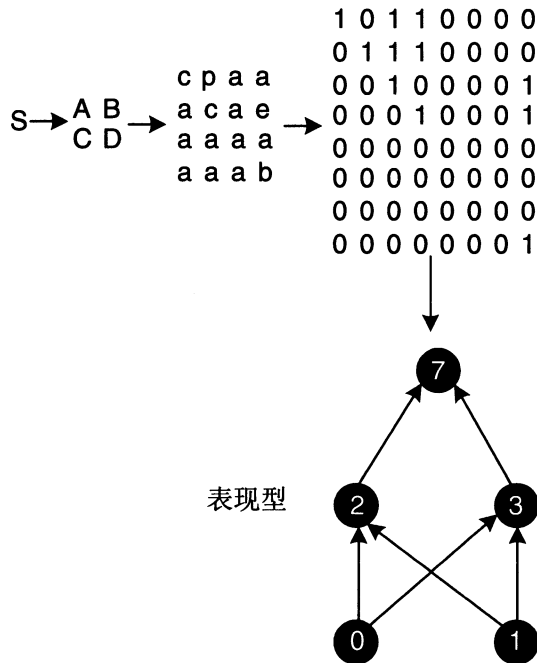 S
A B
C D
c p a a
a c a e
a a a a
a a a b
1 0 1 1 0 0 0 0
0 1 1 1 0 0 0 0
0 0 1 0 0 0 0 1
0 0 0 1 0 0 0 1
0 0 0 0 0 0 0 0
0 0 0 0 0 0 0 0
0 0 0 0 0 0 0 0
0 0 0 0 0 0 0 1
7
表现型
2
3
0
1